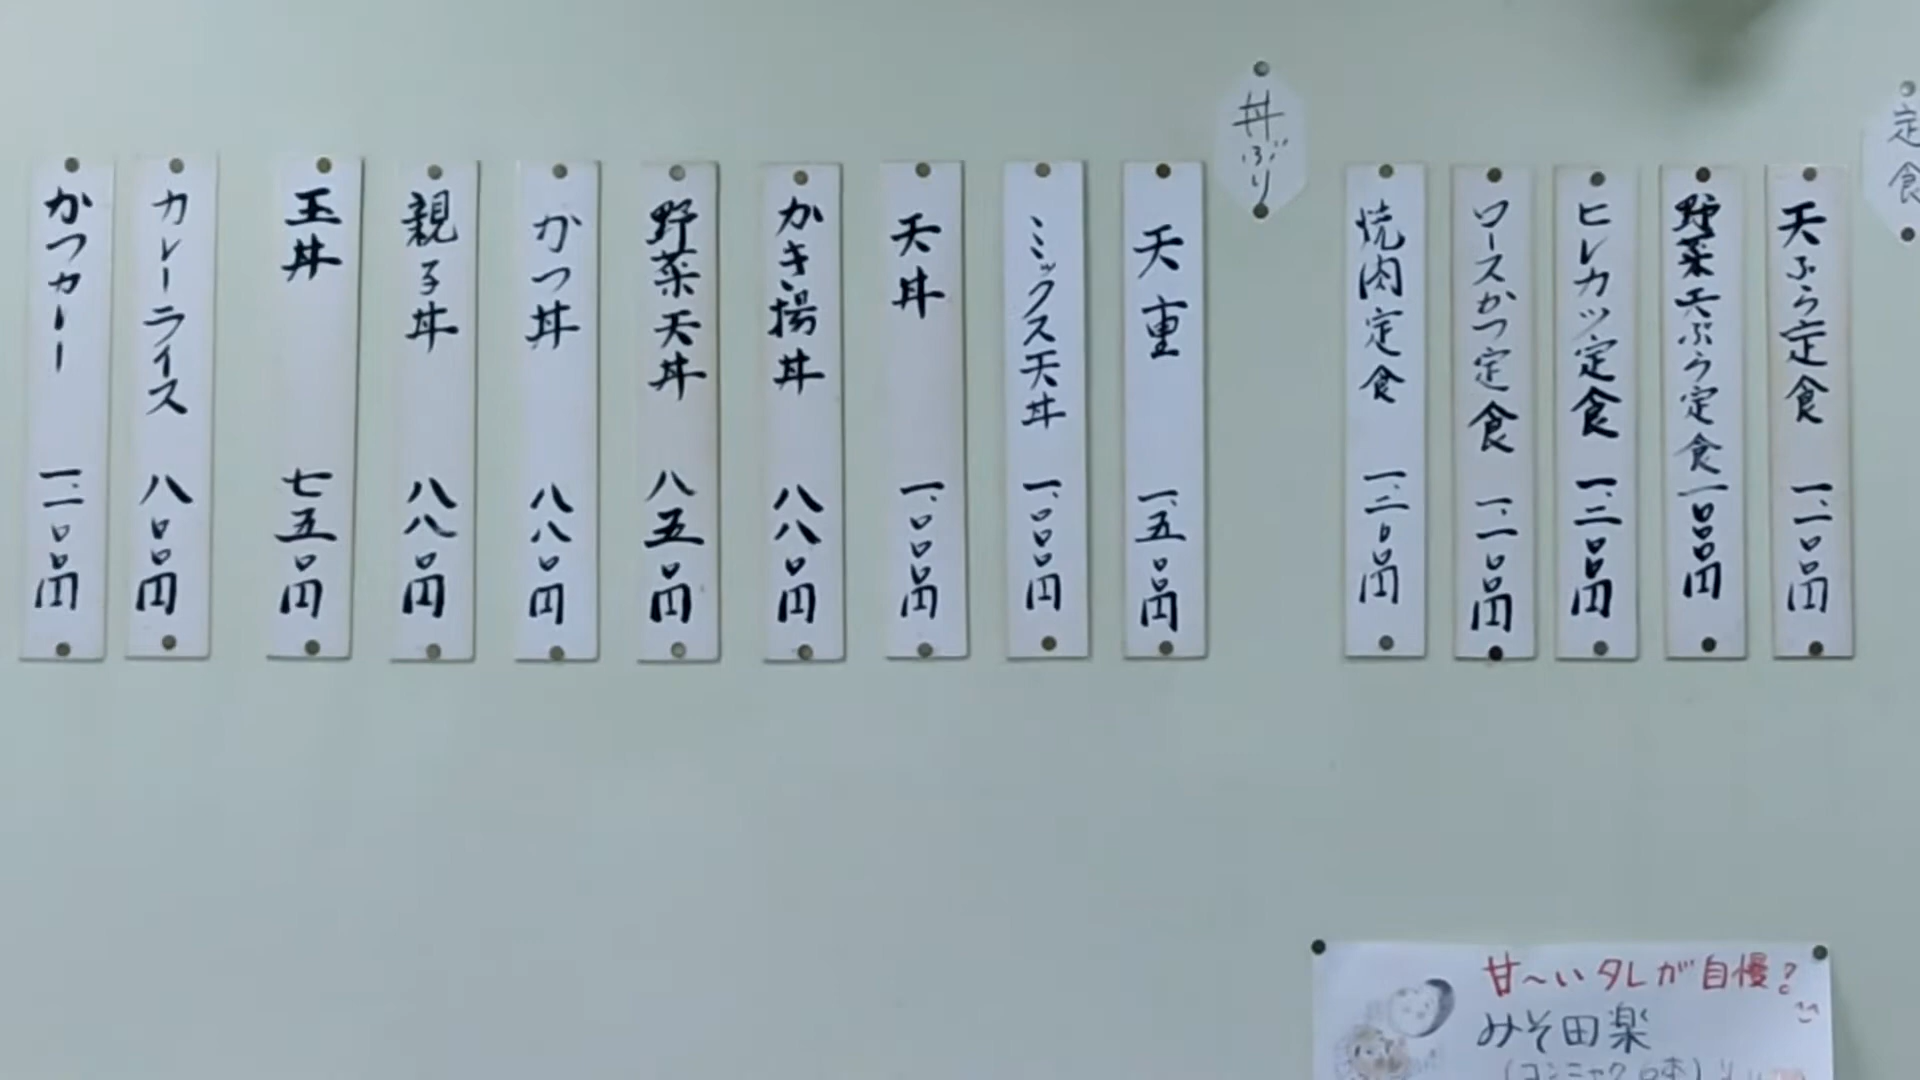 定食
天ぷら定食 一、二〇〇円
野菜天ぷら定食 一〇〇〇円
ヒレカツ定食 一、三〇〇円
ロースかつ定食 一、二〇〇円
焼肉定食 一、二〇〇円
丼ぶり
天重 一、五〇〇円
ミックス天丼 一、〇〇〇円
天丼 一、〇〇〇円
かき揚丼 八八〇円
野菜天丼 八五〇円
かつ丼 八八〇円
親子丼 八八〇円
玉丼 七五〇円
カレーライス 八〇〇円
かつカレー 一、二〇〇円
甘〜いタレが自慢?
みそ田楽